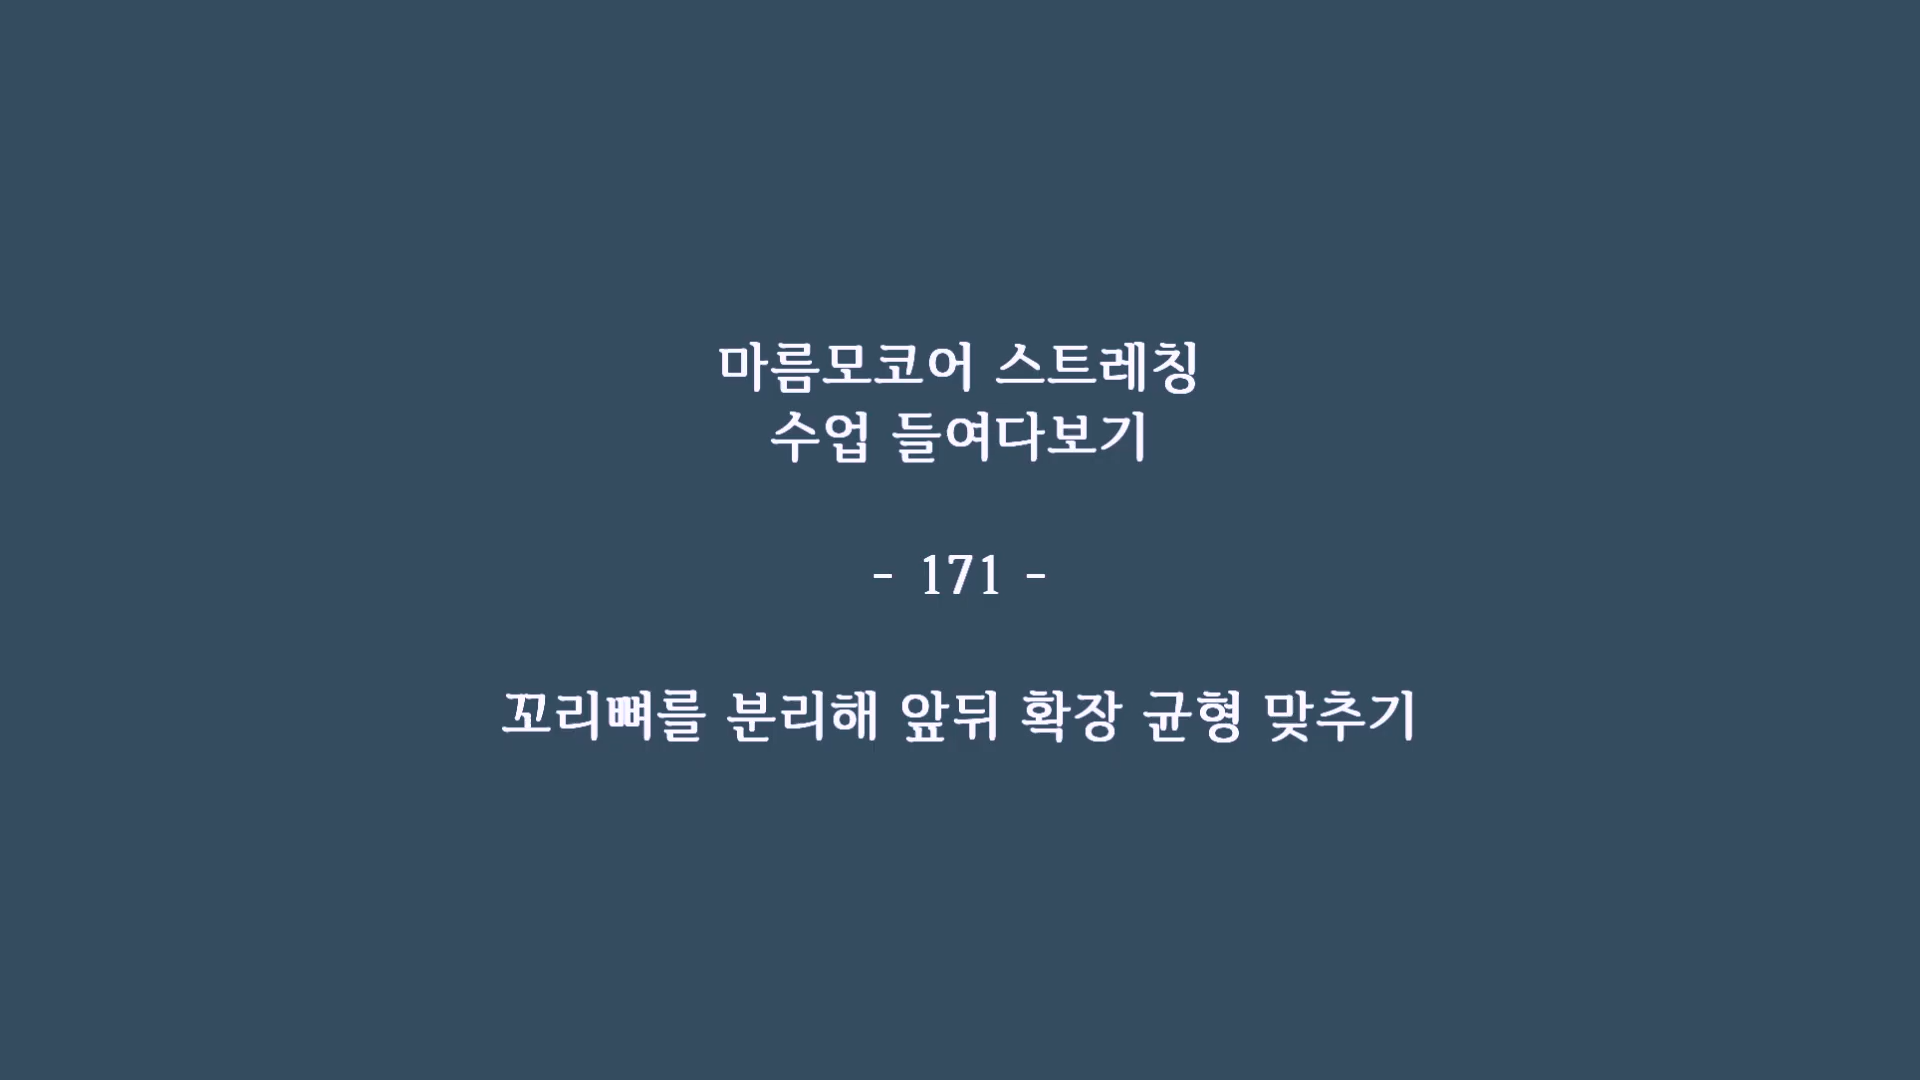 마름모코어 스트레칭
수업 들여다보기
- 171 -
꼬리뼈를 분리해 앞뒤 확장 균형 맞추기